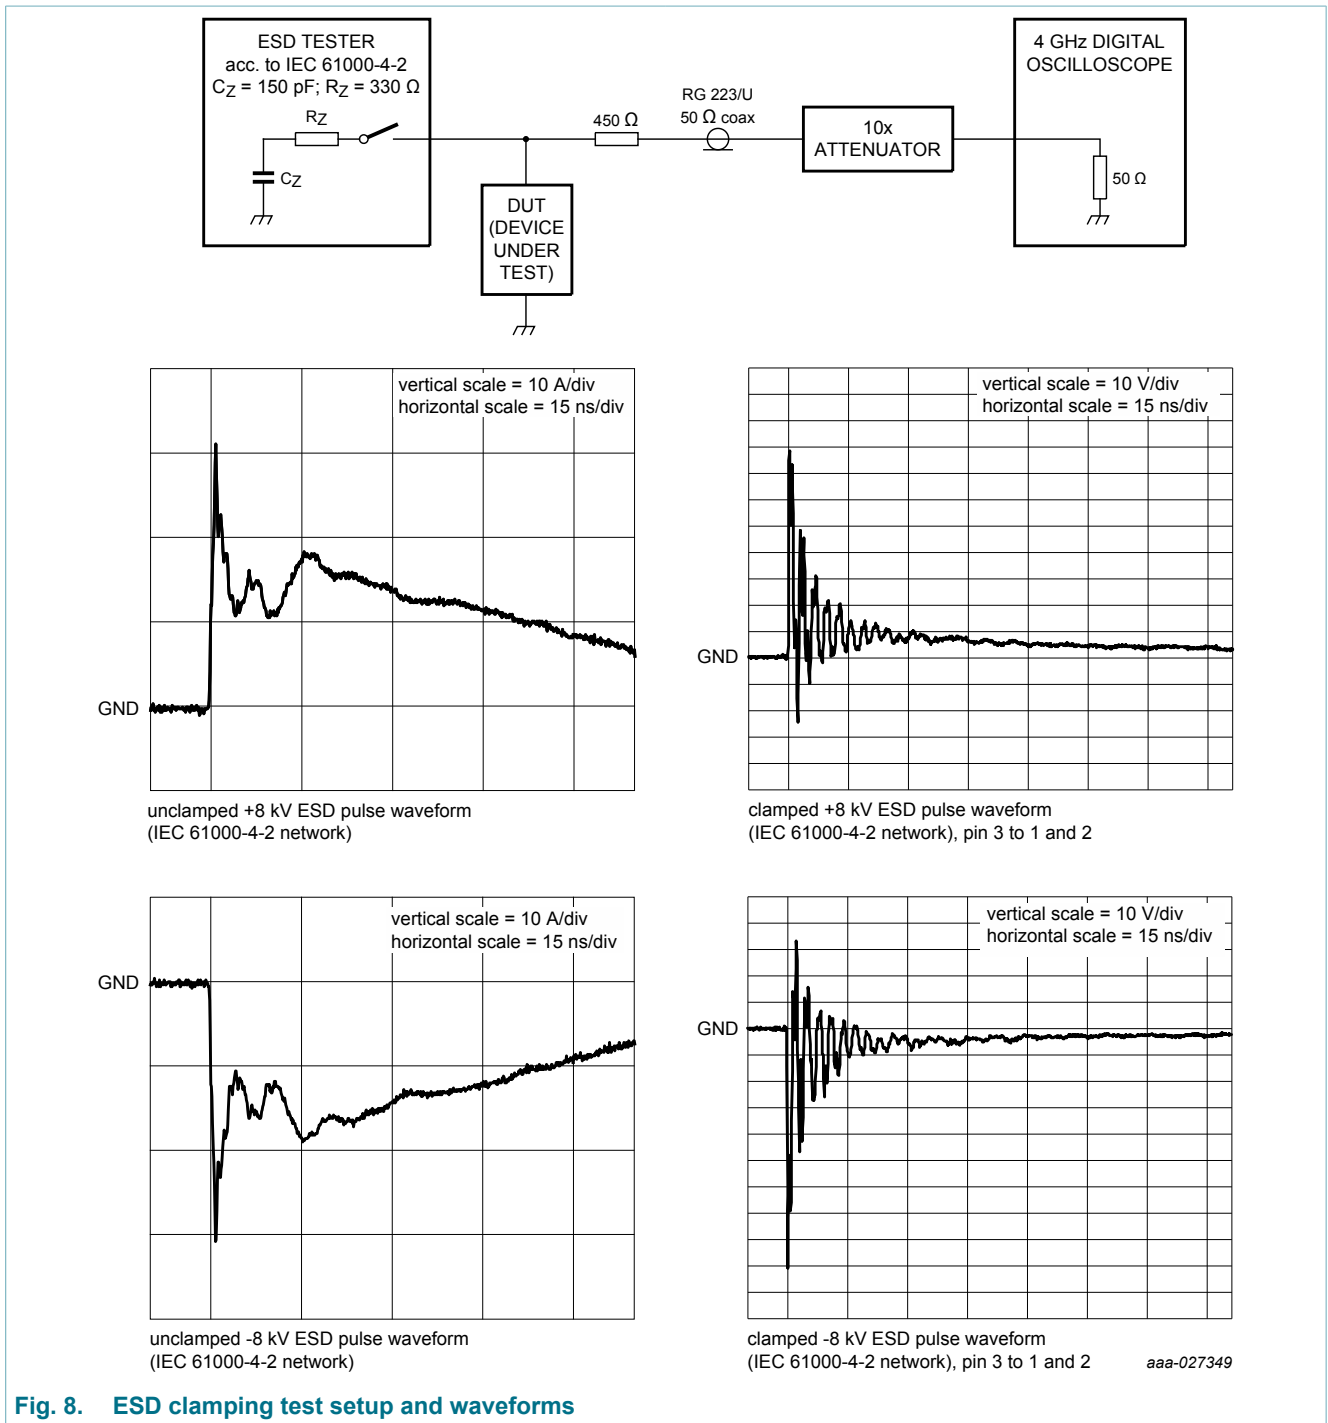 ESD TESTER
acc. to IEC 61000-4-2
CZ = 150 pF; RZ = 330 Ω
RZ
CZ
DUT
(DEVICE
UNDER
TEST)
450 Ω
RG 223/U
50 Ω coax
10x
ATTENUATOR
4 GHz DIGITAL
OSCILLOSCOPE
50 Ω
vertical scale = 10 A/div
horizontal scale = 15 ns/div
GND
unclamped +8 kV ESD pulse waveform
(IEC 61000-4-2 network)
vertical scale = 10 V/div
horizontal scale = 15 ns/div
GND
clamped +8 kV ESD pulse waveform
(IEC 61000-4-2 network), pin 3 to 1 and 2
vertical scale = 10 A/div
horizontal scale = 15 ns/div
GND
unclamped -8 kV ESD pulse waveform
(IEC 61000-4-2 network)
vertical scale = 10 V/div
horizontal scale = 15 ns/div
GND
clamped -8 kV ESD pulse waveform
(IEC 61000-4-2 network), pin 3 to 1 and 2
aaa-027349
Fig. 8. ESD clamping test setup and waveforms